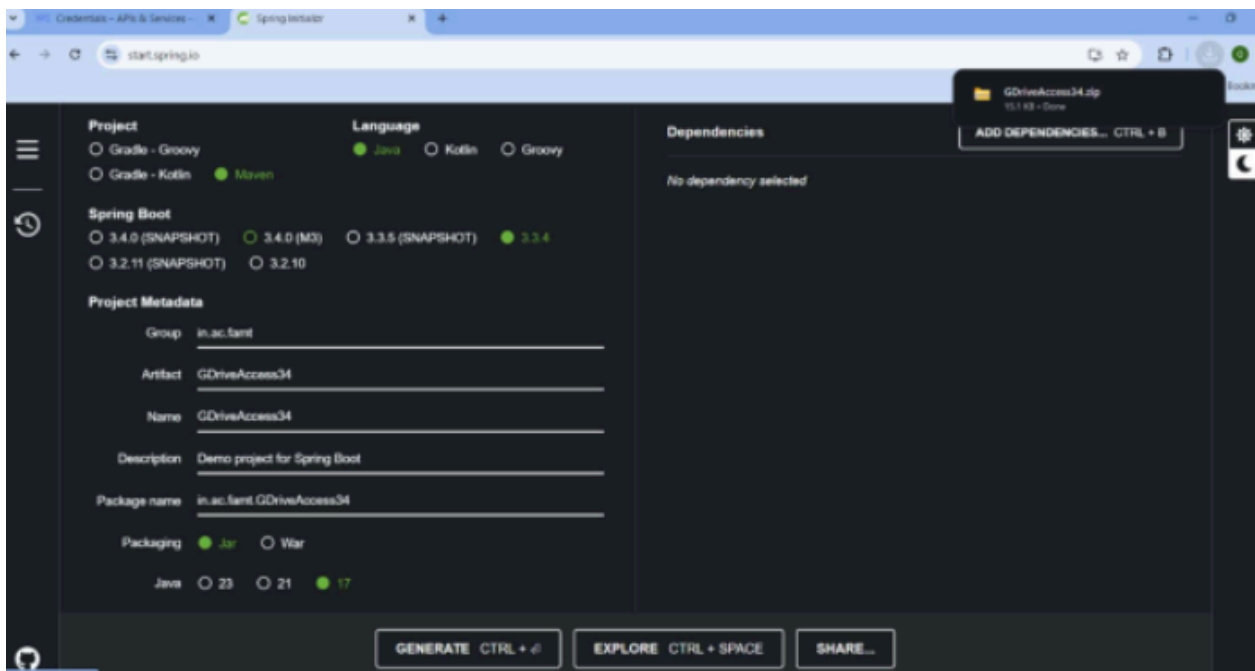 Credentials – APIs & Services –
Spring Initializr
start.spring.io
GDriveAccess34.zip
15.1 KB • Done
Project
Gradle - Groovy
Gradle - Kotlin Maven
Language
Java Kotlin Groovy
Dependencies
ADD DEPENDENCIES... CTRL + B
No dependency selected
Spring Boot
3.4.0 (SNAPSHOT) 3.4.0 (M3) 3.3.5 (SNAPSHOT) 3.3.4
3.2.11 (SNAPSHOT) 3.2.10
Project Metadata
Group in.ac.famt
Artifact GDriveAccess34
Name GDriveAccess34
Description Demo project for Spring Boot
Package name in.ac.famt.GDriveAccess34
Packaging Jar War
Java 23 21 17
GENERATE CTRL + ⏎ EXPLORE CTRL + SPACE SHARE...